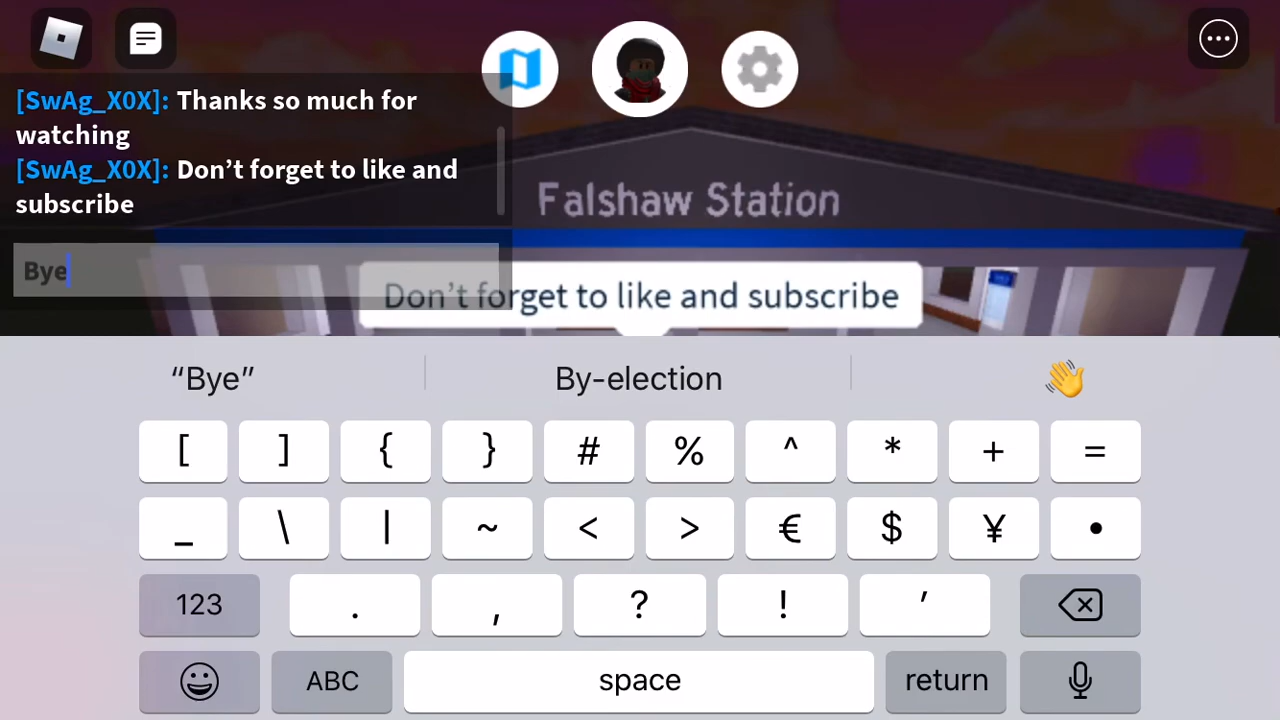 [SwAg_X0X]: Thanks so much for
watching
[SwAg_X0X]: Don’t forget to like and
subscribe
Falshaw Station
Bye
Don’t forget to like and subscribe
“Bye” By-election 👋
[ ] { } # % ^ * + =
_ \ | ~ < > € $ ¥ •
123 . , ? ! ’
ABC space return